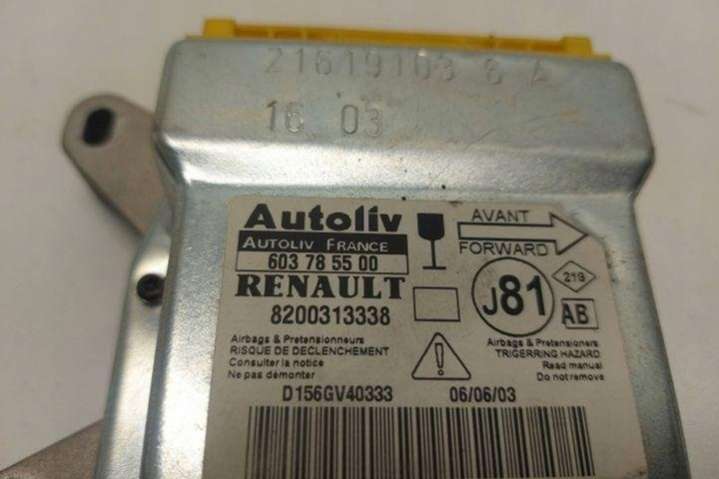 21619103 6 A
16 03
Autoliv
AUTOLIV FRANCE
603 78 55 00
RENAULT
8200313338
AVANT
FORWARD
J81
219
AB
Airbags & Pretensionneurs
RISQUE DE DECLENCHEMENT
Consulter la notice
Ne pas démonter
Airbags & Pretensioners
TRIGERRING HAZARD
Read manual
Do not remove
D156GV40333 06/06/03